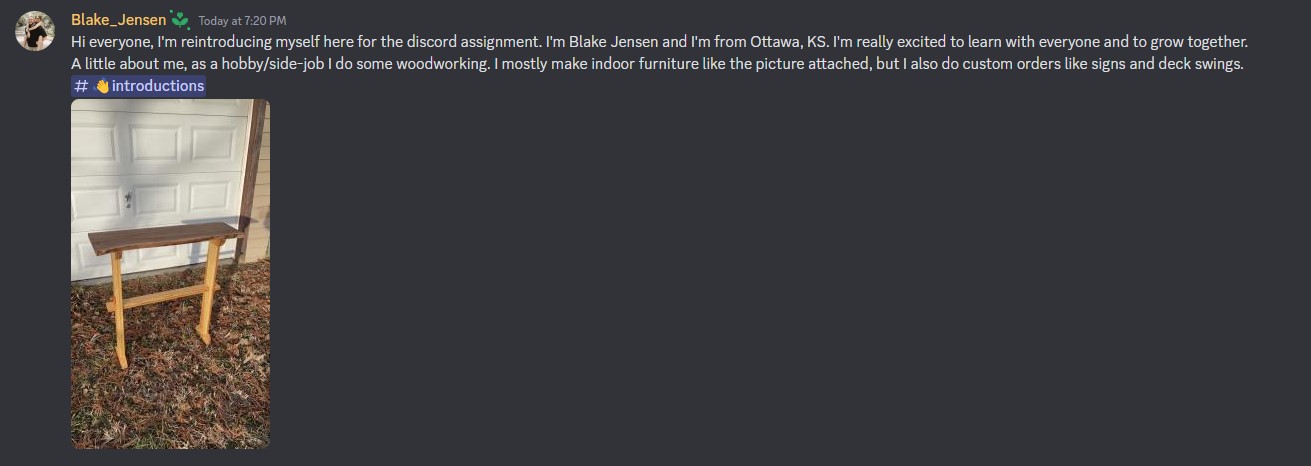 Blake_Jensen Today at 7:20 PM
Hi everyone, I'm reintroducing myself here for the discord assignment. I'm Blake Jensen and I'm from Ottawa, KS. I'm really excited to learn with everyone and to grow together.
A little about me, as a hobby/side-job I do some woodworking. I mostly make indoor furniture like the picture attached, but I also do custom orders like signs and deck swings.
# 👋introductions